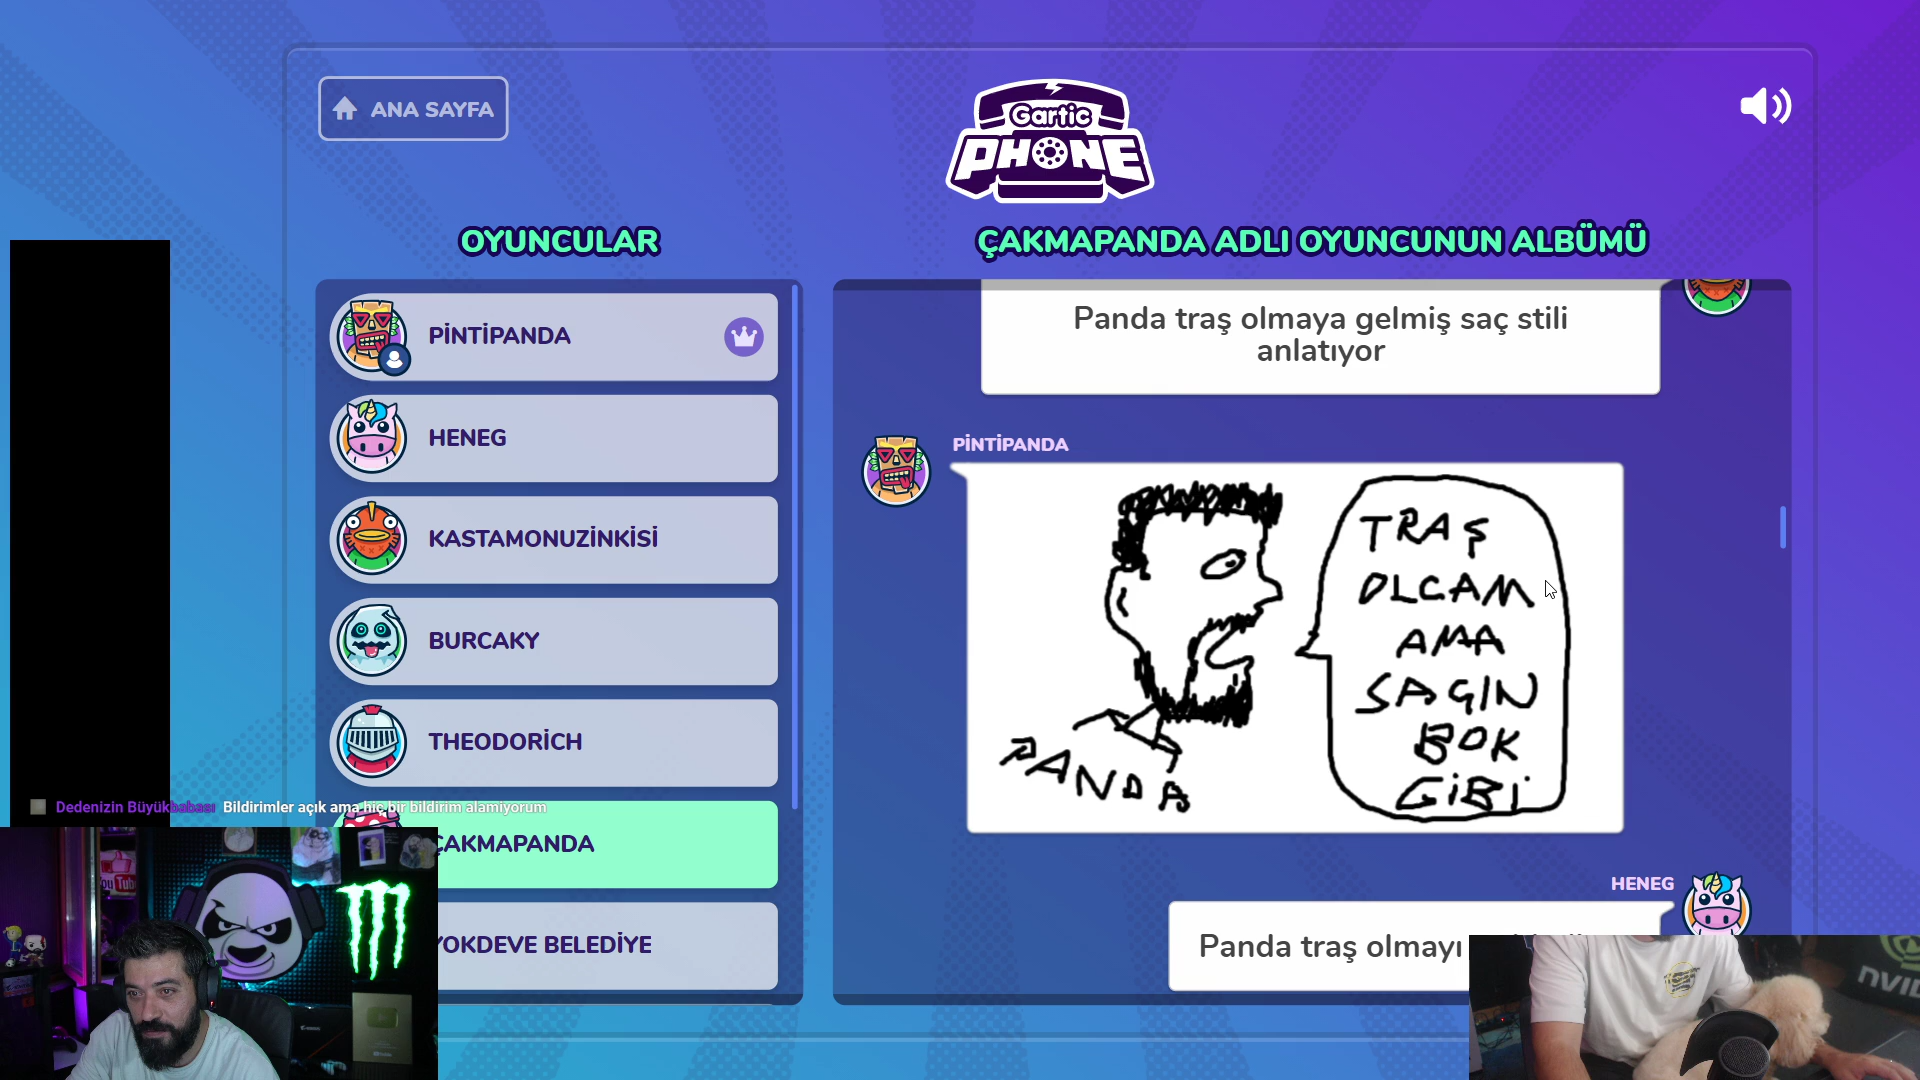 ANA SAYFA
Gartic
PHONE
OYUNCULAR
ÇAKMAPANDA ADLI OYUNCUNUN ALBÜMÜ
PİNTİPANDA
HENEG
KASTAMONUZİNKİSİ
BURCAKY
THEODORİCH
ÇAKMAPANDA
YOKDEVE BELEDİYE
Panda traş olmaya gelmiş saç stili
anlatıyor
PİNTİPANDA
TRAŞ
OLCAM
AMA
SAGIN
BOK
GİBİ
PANDA
HENEG
Panda traş olmayı
Dedenizin Büyükbabası Bildirimler açık ama hiç bir bildirim alamiyorum